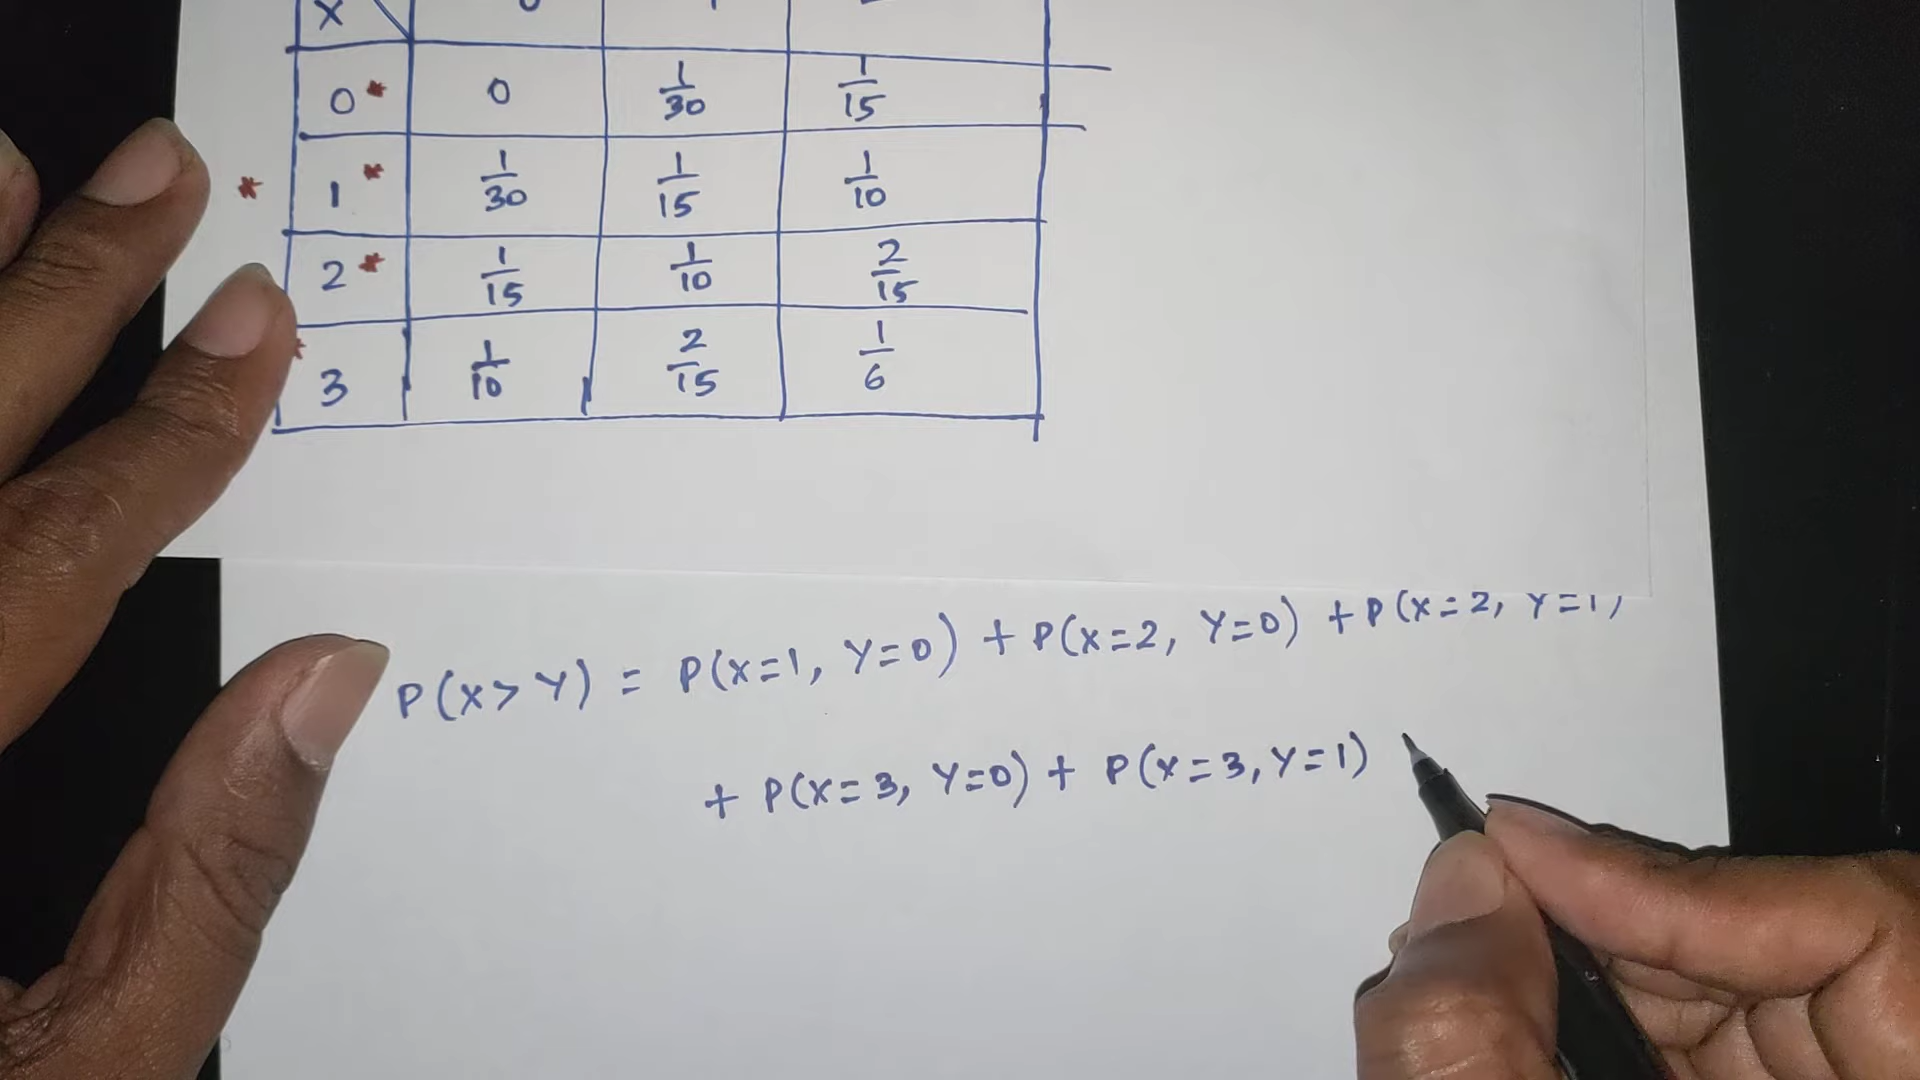 X
0* 0 1/30 1/15
* 1* 1/30 1/15 1/10
2* 1/15 1/10 2/15
* 3 1/10 2/15 1/6
P(X>Y) = P(X=1, Y=0) + P(X=2, Y=0) + P(X=2, Y=1)
+ P(X=3, Y=0) + P(X=3, Y=1)